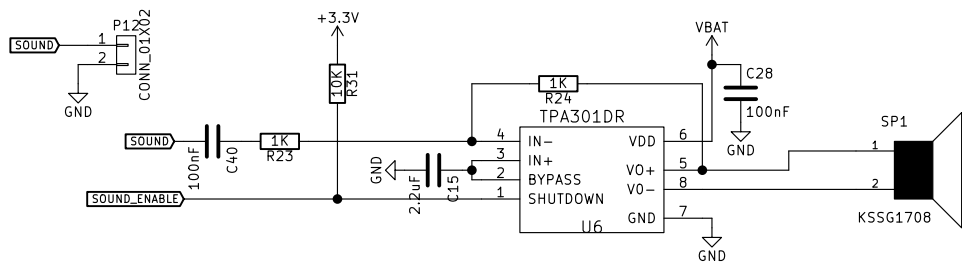 P12
SOUND
1
2
CONN_01X02
GND
+3.3V
10K
R31
VBAT
C28
100nF
GND
1K
R24
TPA301DR
SOUND
100nF
C40
1K
R23
4 IN-
3 IN+
2 BYPASS
1 SHUTDOWN
VDD 6
VO+ 5
VO- 8
GND 7
U6
GND
GND
2.2uF
C15
SOUND_ENABLE
SP1
1
2
KSSG1708